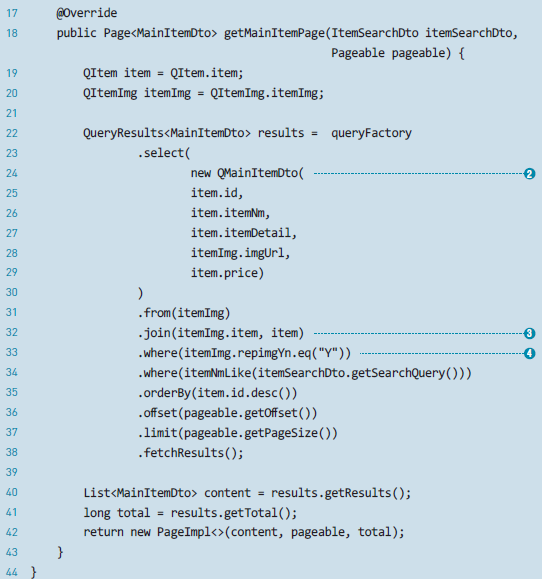 17 @Override
18 public Page<MainItemDto> getMainItemPage(ItemSearchDto itemSearchDto,
Pageable pageable) {
19 QItem item = QItem.item;
20 QItemImg itemImg = QItemImg.itemImg;
21
22 QueryResults<MainItemDto> results = queryFactory
23 .select(
24 new QMainItemDto( ❷
25 item.id,
26 item.itemNm,
27 item.itemDetail,
28 itemImg.imgUrl,
29 item.price)
30 )
31 .from(itemImg)
32 .join(itemImg.item, item) ❸
33 .where(itemImg.repimgYn.eq("Y")) ❹
34 .where(itemNmLike(itemSearchDto.getSearchQuery()))
35 .orderBy(item.id.desc())
36 .offset(pageable.getOffset())
37 .limit(pageable.getPageSize())
38 .fetchResults();
39
40 List<MainItemDto> content = results.getResults();
41 long total = results.getTotal();
42 return new PageImpl<>(content, pageable, total);
43 }
44 }